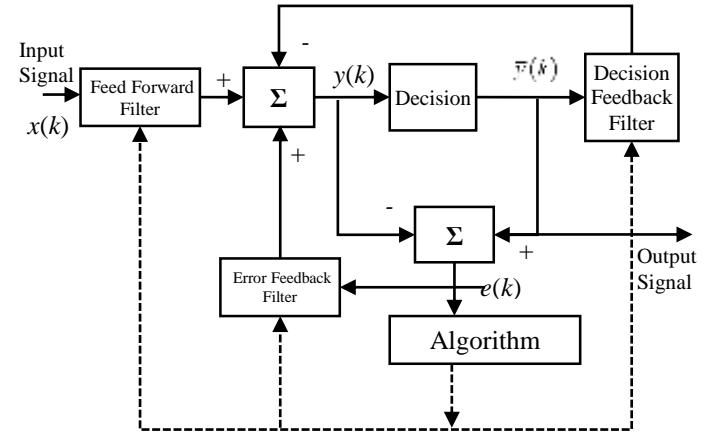 Input
Signal
x(k)
Feed Forward
Filter
+
-
Σ
+
y(k)
Decision
ȳ(k)
Decision
Feedback
Filter
-
Σ
+
Output
Signal
Error Feedback
Filter
e(k)
Algorithm